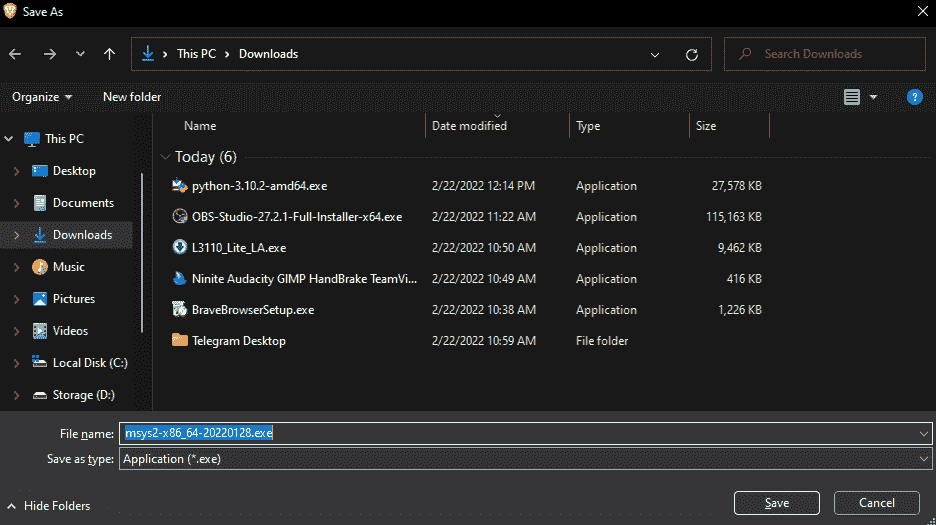 Save As
This PC Downloads
Search Downloads
Organize New folder
?
Name Date modified Type Size
Today (6)
python-3.10.2-amd64.exe 2/22/2022 12:14 PM Application 27,578 KB
OBS-Studio-27.2.1-Full-Installer-x64.exe 2/22/2022 11:22 AM Application 115,163 KB
L3110_Lite_LA.exe 2/22/2022 10:50 AM Application 9,462 KB
Ninite Audacity GIMP HandBrake TeamVi... 2/22/2022 10:49 AM Application 416 KB
BraveBrowserSetup.exe 2/22/2022 10:38 AM Application 1,226 KB
Telegram Desktop 2/22/2022 10:59 AM File folder
This PC
Desktop
Documents
Downloads
Music
Pictures
Videos
Local Disk (C:)
Storage (D:)
File name: msys2-x86_64-20220128.exe
Save as type: Application (*.exe)
Hide Folders
Save Cancel